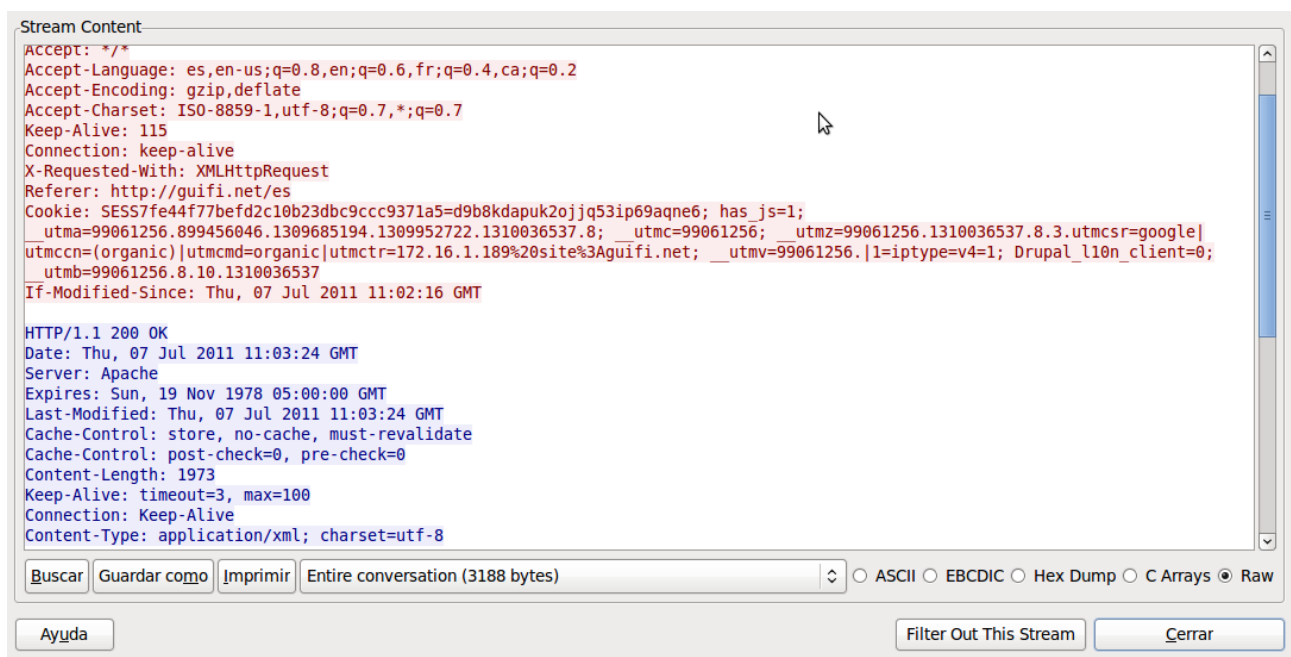 Stream Content
Accept: */*
Accept-Language: es,en-us;q=0.8,en;q=0.6,fr;q=0.4,ca;q=0.2
Accept-Encoding: gzip,deflate
Accept-Charset: ISO-8859-1,utf-8;q=0.7,*;q=0.7
Keep-Alive: 115
Connection: keep-alive
X-Requested-With: XMLHttpRequest
Referer: http://guifi.net/es
Cookie: SESS7fe44f77befd2c10b23dbc9ccc9371a5=d9b8kdapuk2ojjq53ip69aqne6; has_js=1;
__utma=99061256.899456046.1309685194.1309952722.1310036537.8; __utmc=99061256; __utmz=99061256.1310036537.8.3.utmcsr=google|
utmccn=(organic)|utmcmd=organic|utmctr=172.16.1.189%20site%3Aguifi.net; __utmv=99061256.|1=iptype=v4=1; Drupal_l10n_client=0;
__utmb=99061256.8.10.1310036537
If-Modified-Since: Thu, 07 Jul 2011 11:02:16 GMT
HTTP/1.1 200 OK
Date: Thu, 07 Jul 2011 11:03:24 GMT
Server: Apache
Expires: Sun, 19 Nov 1978 05:00:00 GMT
Last-Modified: Thu, 07 Jul 2011 11:03:24 GMT
Cache-Control: store, no-cache, must-revalidate
Cache-Control: post-check=0, pre-check=0
Content-Length: 1973
Keep-Alive: timeout=3, max=100
Connection: Keep-Alive
Content-Type: application/xml; charset=utf-8
Buscar Guardar como Imprimir Entire conversation (3188 bytes) ASCII EBCDIC Hex Dump C Arrays Raw
Ayuda Filter Out This Stream Cerrar